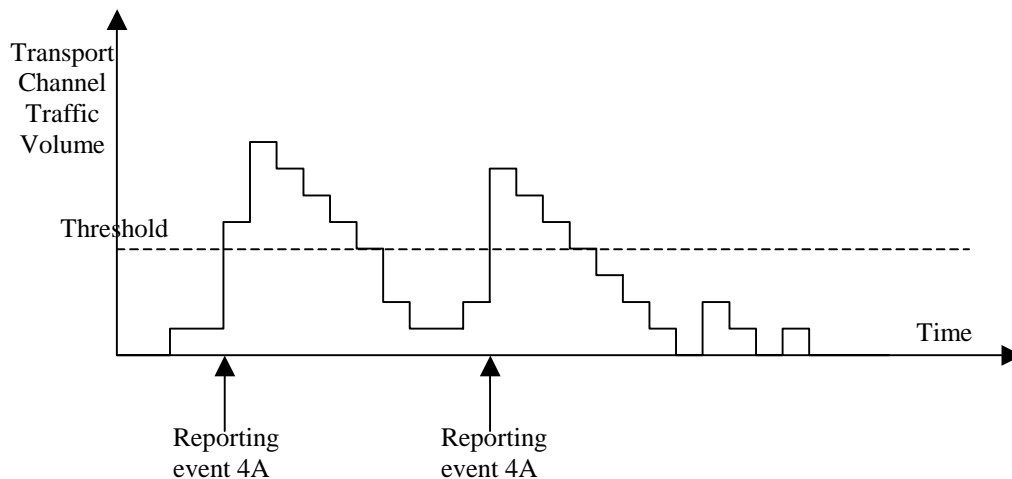 Transport
Channel
Traffic
Volume
Threshold
Time
Reporting
event 4A
Reporting
event 4A